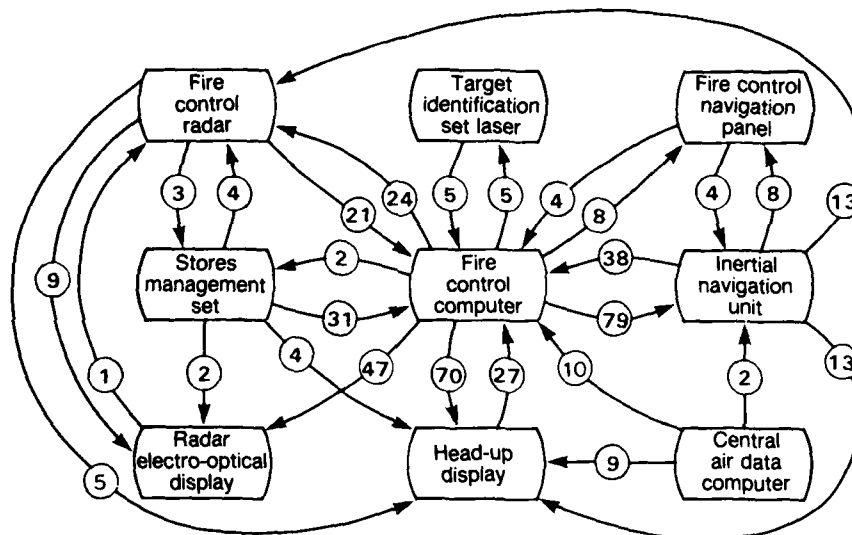 Fire
control
radar
Target
identification
set laser
Fire control
navigation
panel
3
4
21
24
5
5
4
8
4
8
13
9
Stores
management
set
2
31
Fire
control
computer
38
79
Inertial
navigation
unit
1
2
4
47
70
27
10
2
13
Radar
electro-optical
display
Head-up
display
9
Central
air data
computer
5